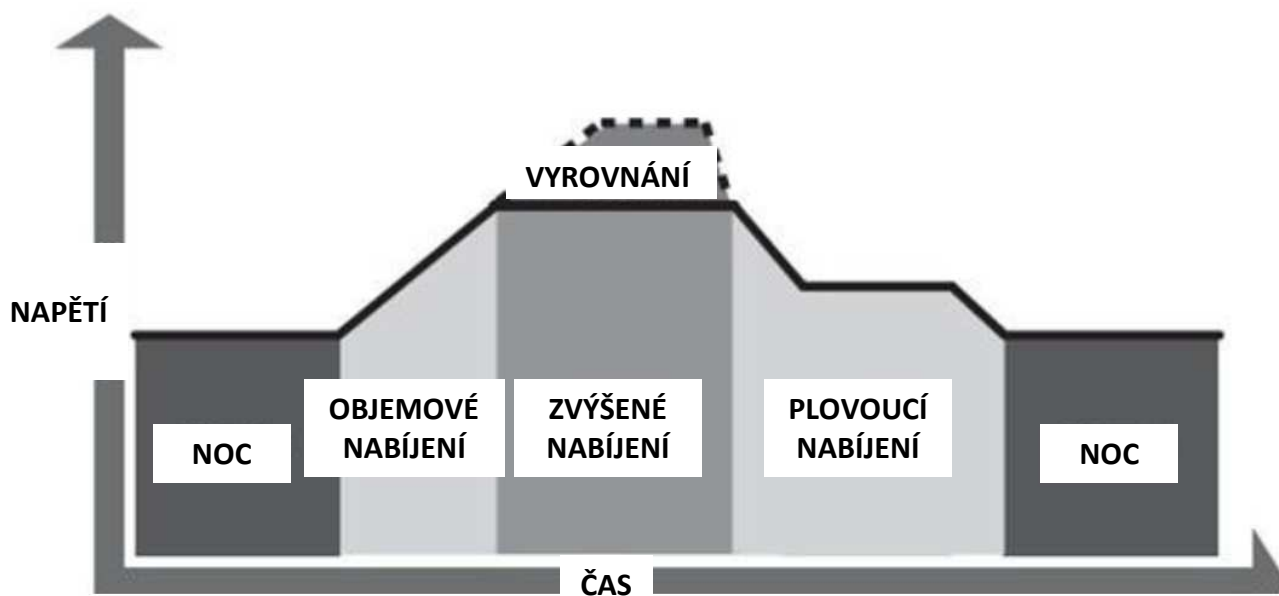 VYROVNÁNÍ
NAPĚTÍ
NOC
OBJEMOVÉ
NABÍJENÍ
ZVÝŠENÉ
NABÍJENÍ
PLOVOUCÍ
NABÍJENÍ
NOC
ČAS